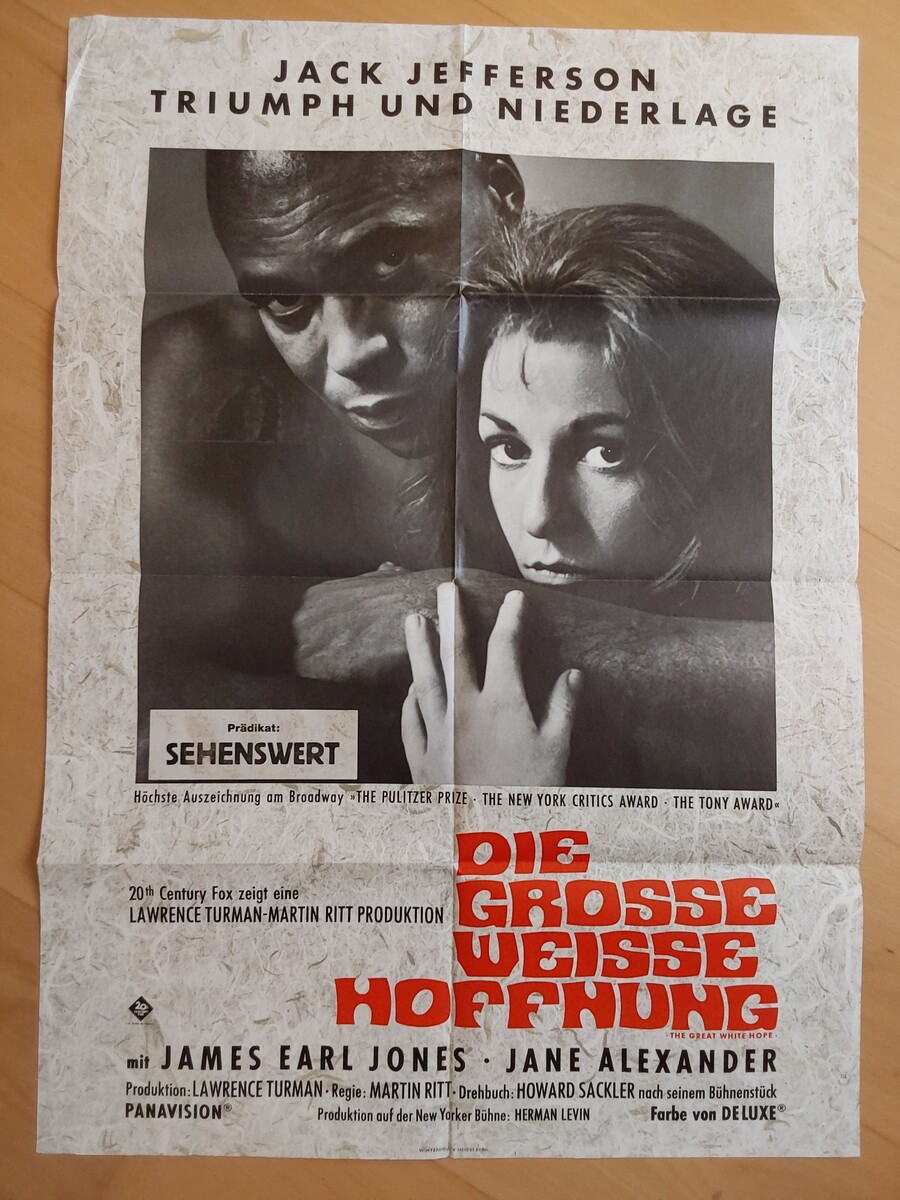 JACK JEFFERSON
TRIUMPH UND NIEDERLAGE
Prädikat:
SEHENSWERT
Höchste Auszeichnung am Broadway »THE PULITZER PRIZE · THE NEW YORK CRITICS AWARD · THE TONY AWARD«
20th Century Fox zeigt eine
LAWRENCE TURMAN-MARTIN RITT PRODUKTION
DIE
GROSSE
WEISSE
HOFFNUNG
·THE GREAT WHITE HOPE·
mit JAMES EARL JONES · JANE ALEXANDER
Produktion: LAWRENCE TURMAN · Regie: MARTIN RITT · Drehbuch: HOWARD SACKLER nach seinem Bühnenstück
PANAVISION® Produktion auf der New Yorker Bühne: HERMAN LEVIN Farbe von DE LUXE®